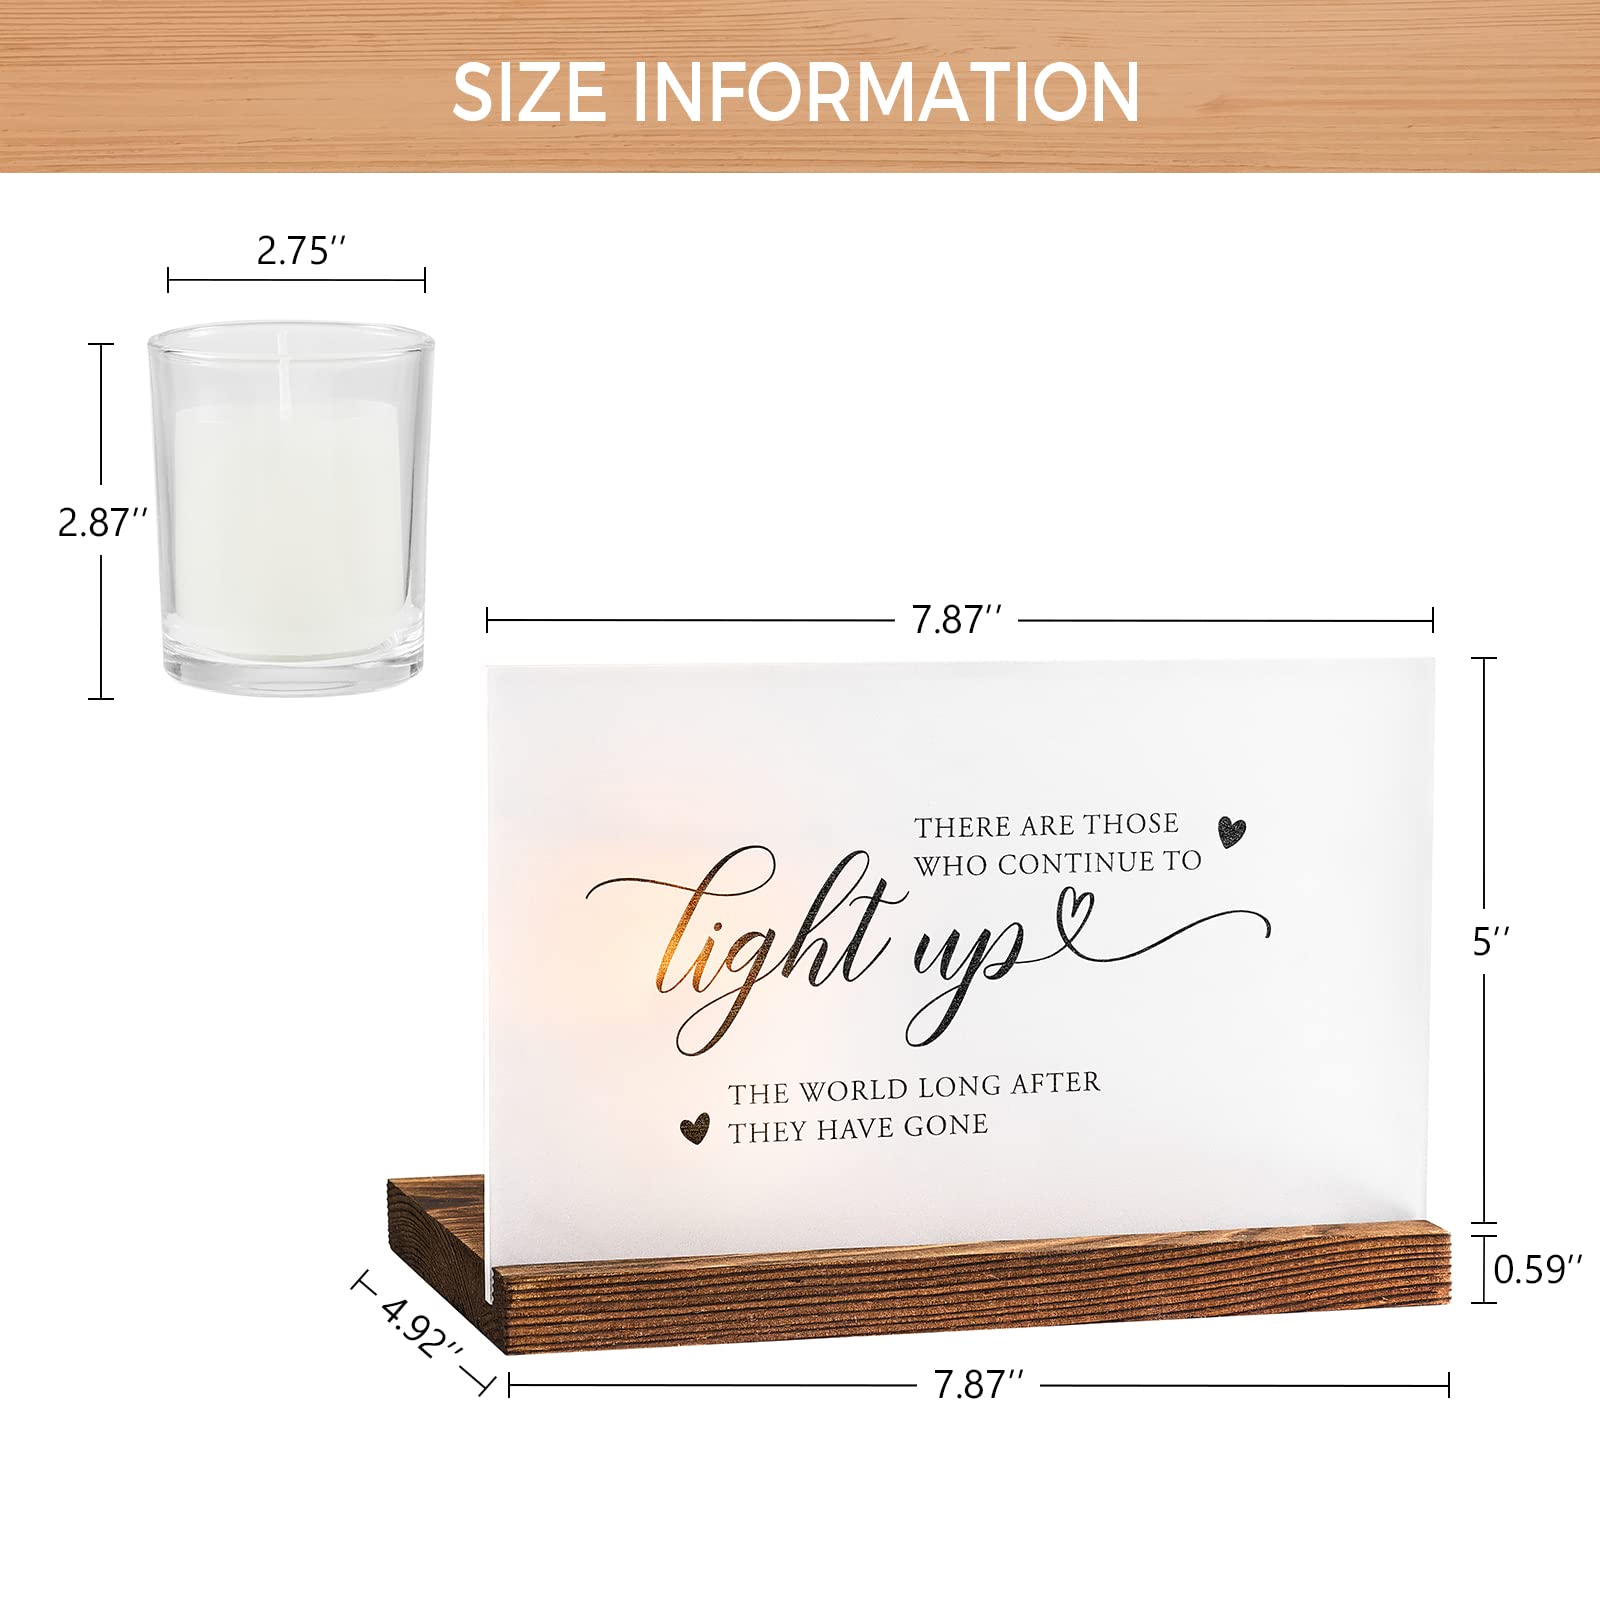 SIZE INFORMATION
2.75''
2.87''
7.87''
THERE ARE THOSE
WHO CONTINUE TO
light up
THE WORLD LONG AFTER
THEY HAVE GONE
5''
0.59''
4.92''
7.87''